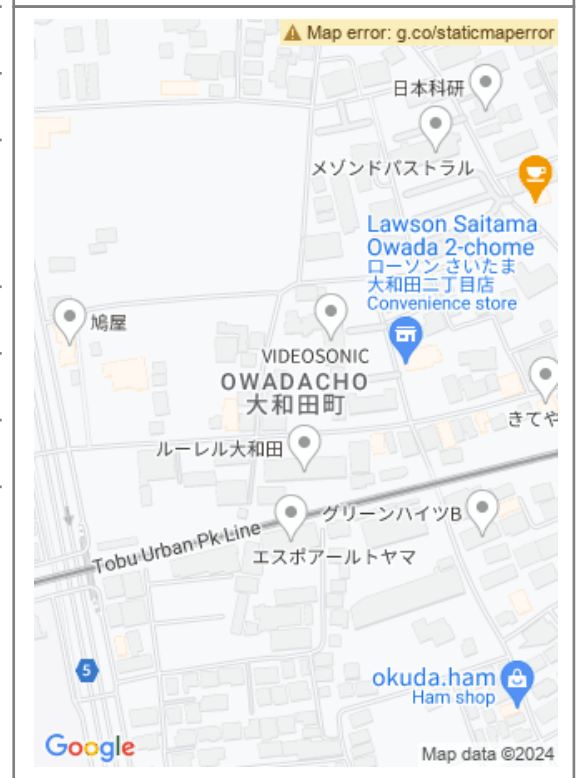 Map error: g.co/staticmaperror
日本科研
メゾンドパストラル
Lawson Saitama
Owada 2-chome
ローソン さいたま
大和田二丁目店
Convenience store
鳩屋
VIDEOSONIC
OWADACHO
大和田町
きてや
ルーレル大和田
グリーンハイツB
Tobu Urban Pk Line
エスポアールトヤマ
5
okuda.ham
Ham shop
Google
Map data ©2024